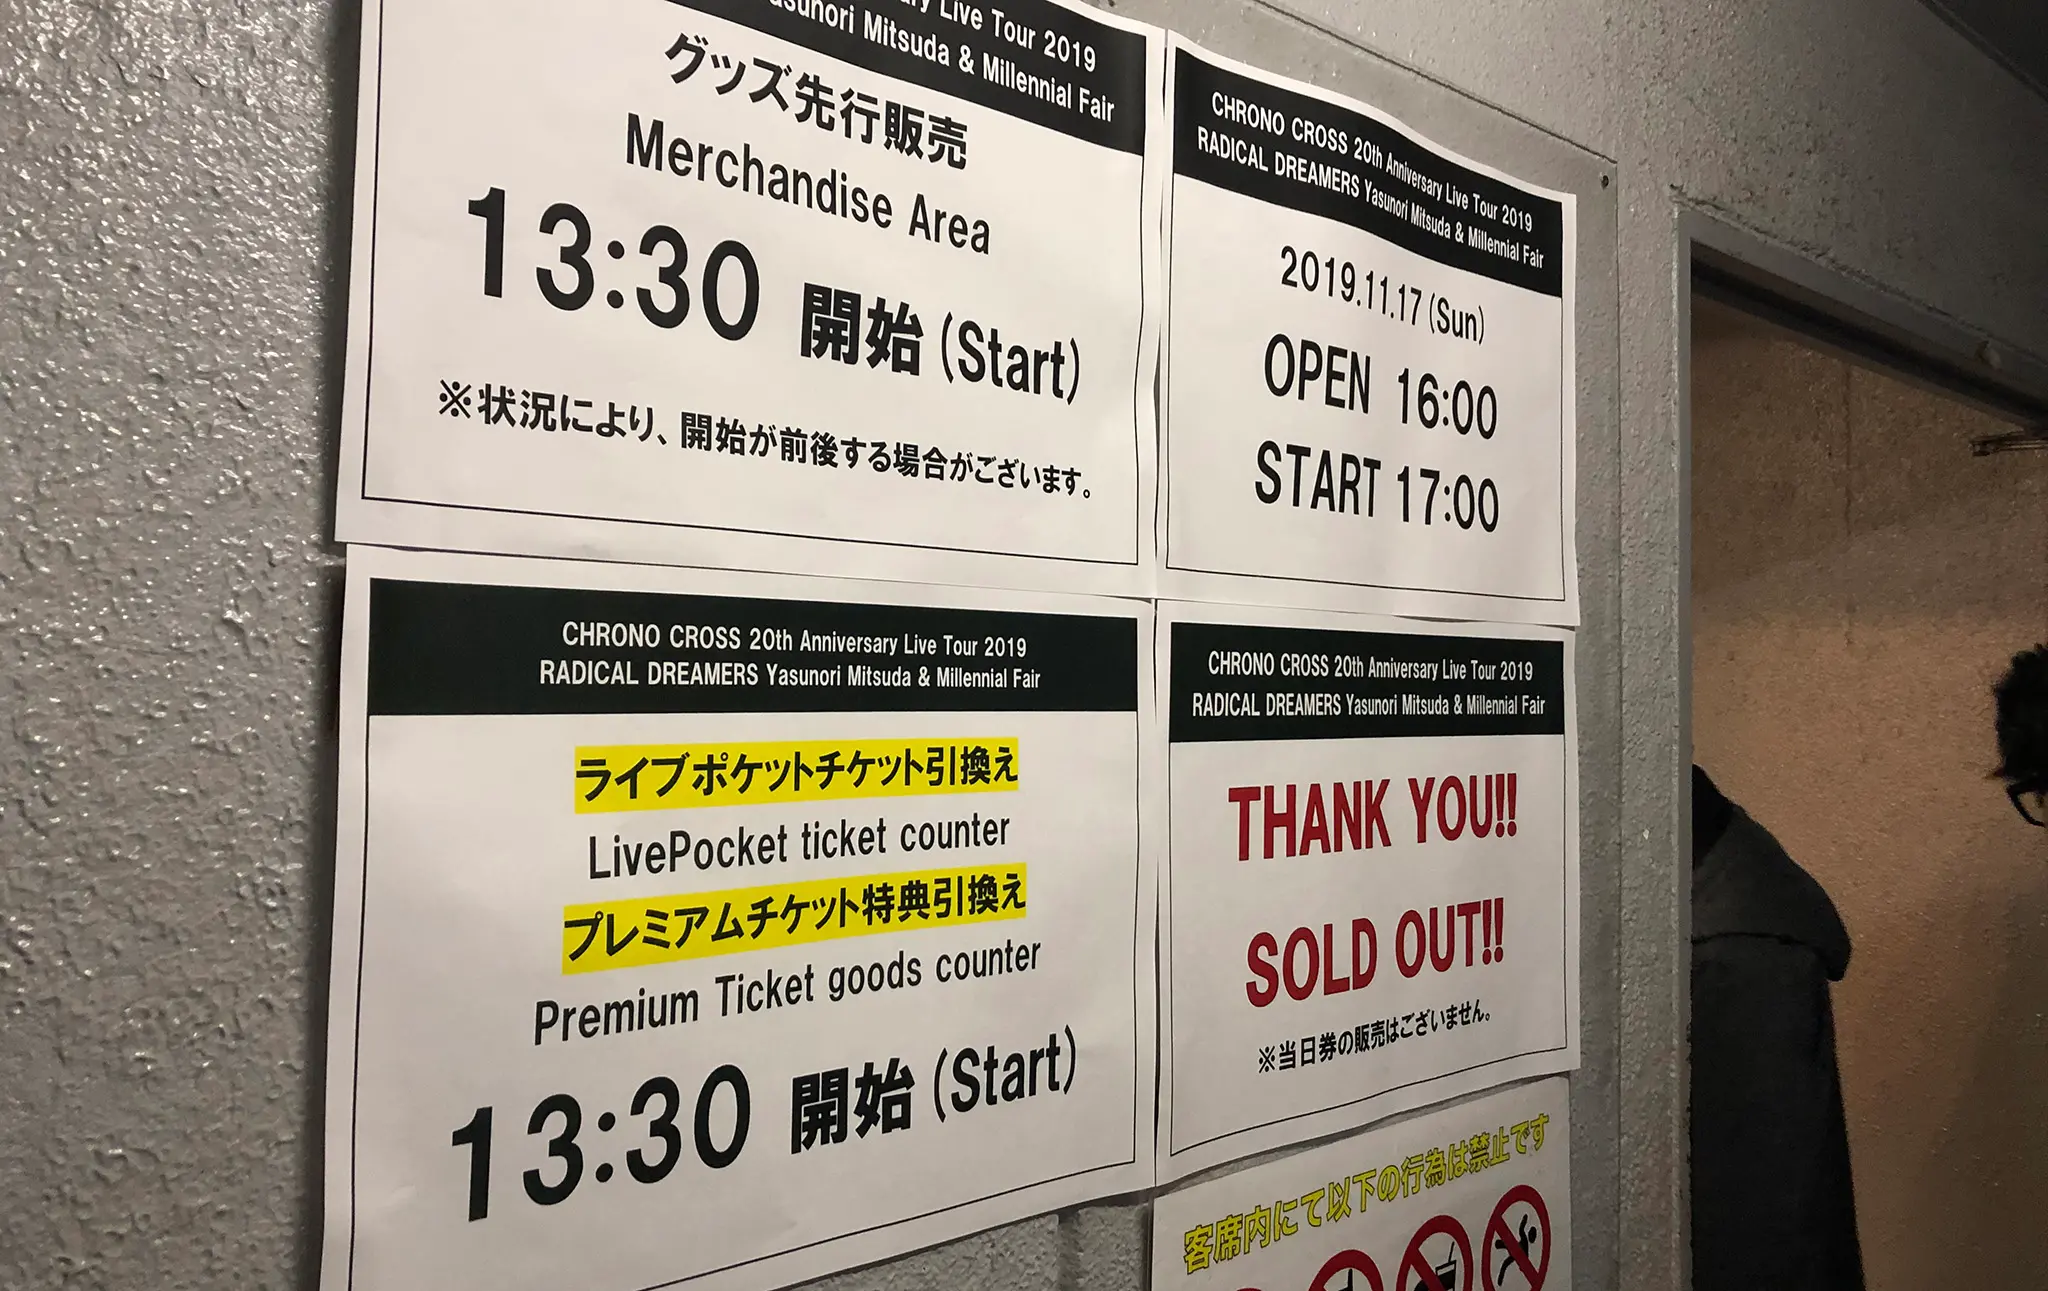 Live Tour 2019
Mitsuda & Millennial Fair
グッズ先行販売
Merchandise Area
13:30 開始 (Start)
※状況により、開始が前後する場合がございます。
CHRONO CROSS 20th Anniversary Live Tour 2019
RADICAL DREAMERS Yasunori Mitsuda & Millennial Fair
2019.11.17 (Sun)
OPEN 16:00
START 17:00
CHRONO CROSS 20th Anniversary Live Tour 2019
RADICAL DREAMERS Yasunori Mitsuda & Millennial Fair
ライブポケットチケット引換え
LivePocket ticket counter
プレミアムチケット特典引換え
Premium Ticket goods counter
13:30 開始 (Start)
CHRONO CROSS 20th Anniversary Live Tour 2019
RADICAL DREAMERS Yasunori Mitsuda & Millennial Fair
THANK YOU!!
SOLD OUT!!
※当日券の販売はございません。
客席内にて以下の行為は禁止です